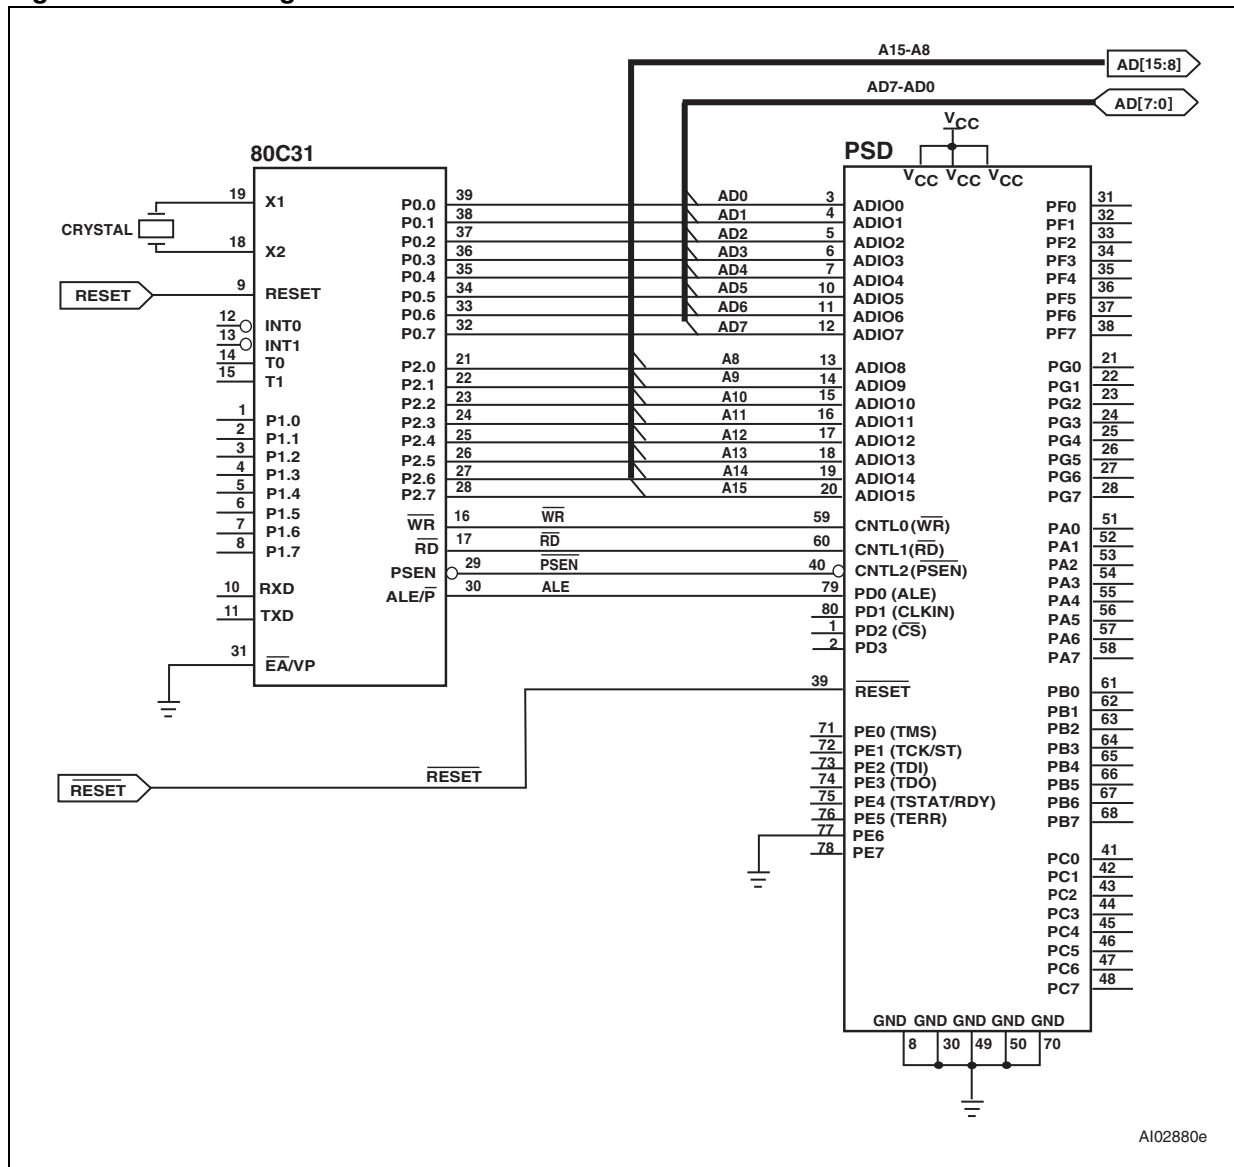 A15-A8
AD[15:8]
AD7-AD0
AD[7:0]
VCC
80C31
PSD
VCC VCC VCC
CRYSTAL
19 X1
18 X2
RESET
9 RESET
12 INT0
13 INT1
14 T0
15 T1
1 P1.0
2 P1.1
3 P1.2
4 P1.3
5 P1.4
6 P1.5
7 P1.6
8 P1.7
10 RXD
11 TXD
31 EA/VP
P0.0 39 AD0 3 ADIO0
P0.1 38 AD1 4 ADIO1
P0.2 37 AD2 5 ADIO2
P0.3 36 AD3 6 ADIO3
P0.4 35 AD4 7 ADIO4
P0.5 34 AD5 10 ADIO5
P0.6 33 AD6 11 ADIO6
P0.7 32 AD7 12 ADIO7
P2.0 21 A8 13 ADIO8
P2.1 22 A9 14 ADIO9
P2.2 23 A10 15 ADIO10
P2.3 24 A11 16 ADIO11
P2.4 25 A12 17 ADIO12
P2.5 26 A13 18 ADIO13
P2.6 27 A14 19 ADIO14
P2.7 28 A15 20 ADIO15
WR 16 WR 59 CNTL0(WR)
RD 17 RD 60 CNTL1(RD)
PSEN 29 PSEN 40 CNTL2(PSEN)
ALE/P 30 ALE 79 PD0 (ALE)
80 PD1 (CLKIN)
1 PD2 (CS)
2 PD3
39 RESET
RESET
RESET
71 PE0 (TMS)
72 PE1 (TCK/ST)
73 PE2 (TDI)
74 PE3 (TDO)
75 PE4 (TSTAT/RDY)
76 PE5 (TERR)
77 PE6
78 PE7
PF0 31
PF1 32
PF2 33
PF3 34
PF4 35
PF5 36
PF6 37
PF7 38
PG0 21
PG1 22
PG2 23
PG3 24
PG4 25
PG5 26
PG6 27
PG7 28
PA0 51
PA1 52
PA2 53
PA3 54
PA4 55
PA5 56
PA6 57
PA7 58
PB0 61
PB1 62
PB2 63
PB3 64
PB4 65
PB5 66
PB6 67
PB7 68
PC0 41
PC1 42
PC2 43
PC3 44
PC4 45
PC5 46
PC6 47
PC7 48
GND GND GND GND GND
8 30 49 50 70
AI02880e